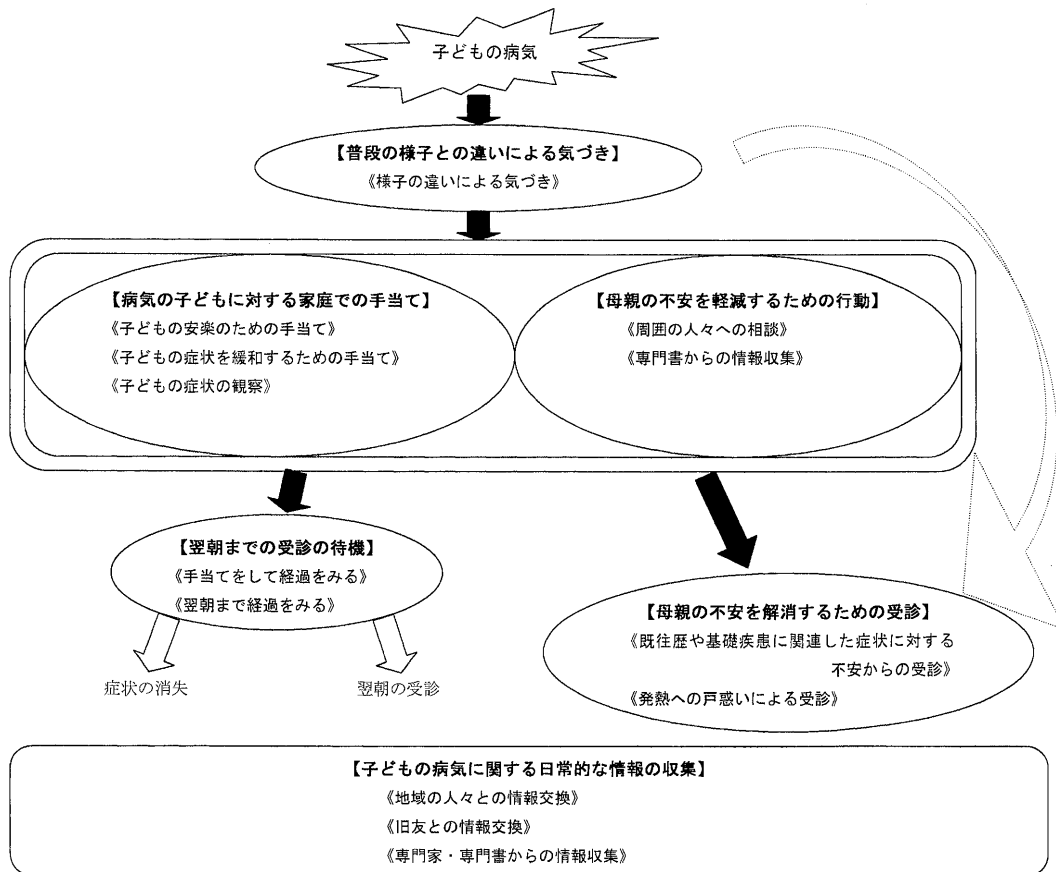 子どもの病気
【普段の様子との違いによる気づき】
《様子の違いによる気づき》
【病気の子どもに対する家庭での手当て】
《子どもの安楽のための手当て》
《子どもの症状を緩和するための手当て》
《子どもの症状の観察》
【母親の不安を軽減するための行動】
《周囲の人々への相談》
《専門書からの情報収集》
【翌朝までの受診の待機】
《手当てをして経過をみる》
《翌朝まで経過をみる》
症状の消失
翌朝の受診
【母親の不安を解消するための受診】
《既往歴や基礎疾患に関連した症状に対する
不安からの受診》
《発熱への戸惑いによる受診》
【子どもの病気に関する日常的な情報の収集】
《地域の人々との情報交換》
《旧友との情報交換》
《専門家・専門書からの情報収集》